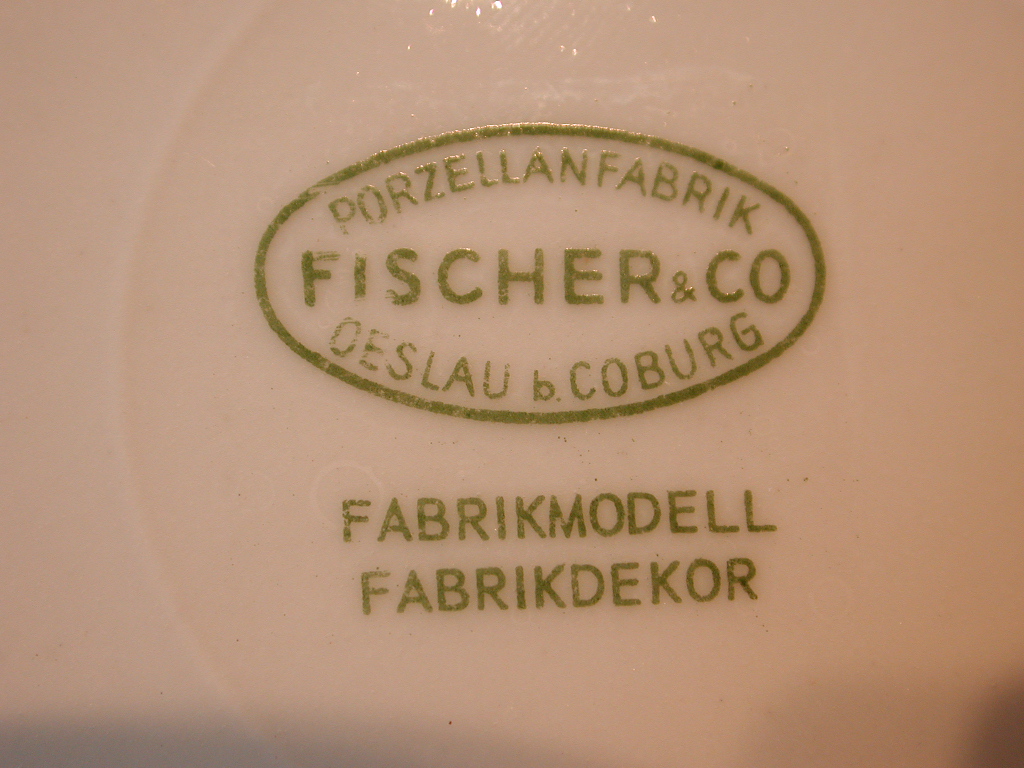 PORZELLANFABRIK
FISCHER & CO
OESLAU b. COBURG
FABRIKMODELL
FABRIKDEKOR